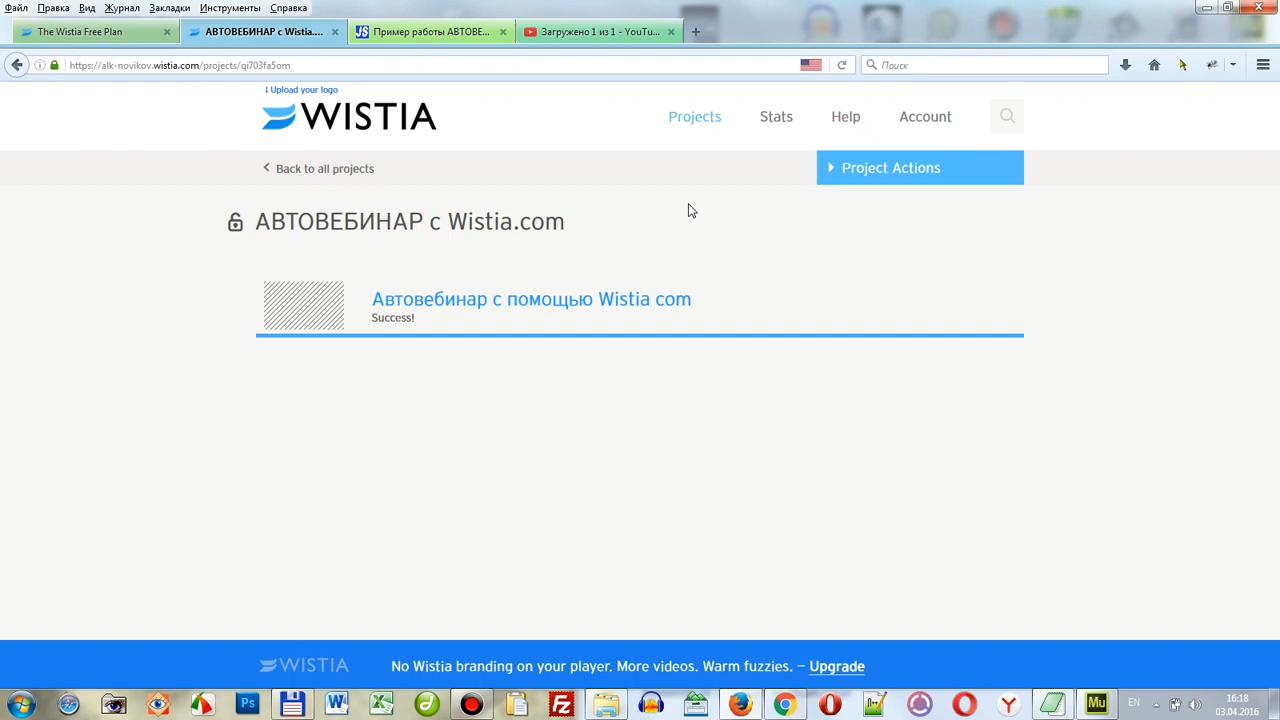 Файл Правка Вид Журнал Закладки Инструменты Справка
The Wistia Free Plan
АВТОВЕБИНАР с Wistia....
Пример работы АВТОВЕ...
Загружено 1 из 1 - YouTu...
https://alk-novikov.wistia.com/projects/qi703fa5om
Поиск
Upload your logo
WISTIA
Projects Stats Help Account
Back to all projects
Project Actions
АВТОВЕБИНАР с Wistia.com
Автовебинар с помощью Wistia com
Success!
WISTIA No Wistia branding on your player. More videos. Warm fuzzies. – Upgrade
EN
16:18
03.04.2016